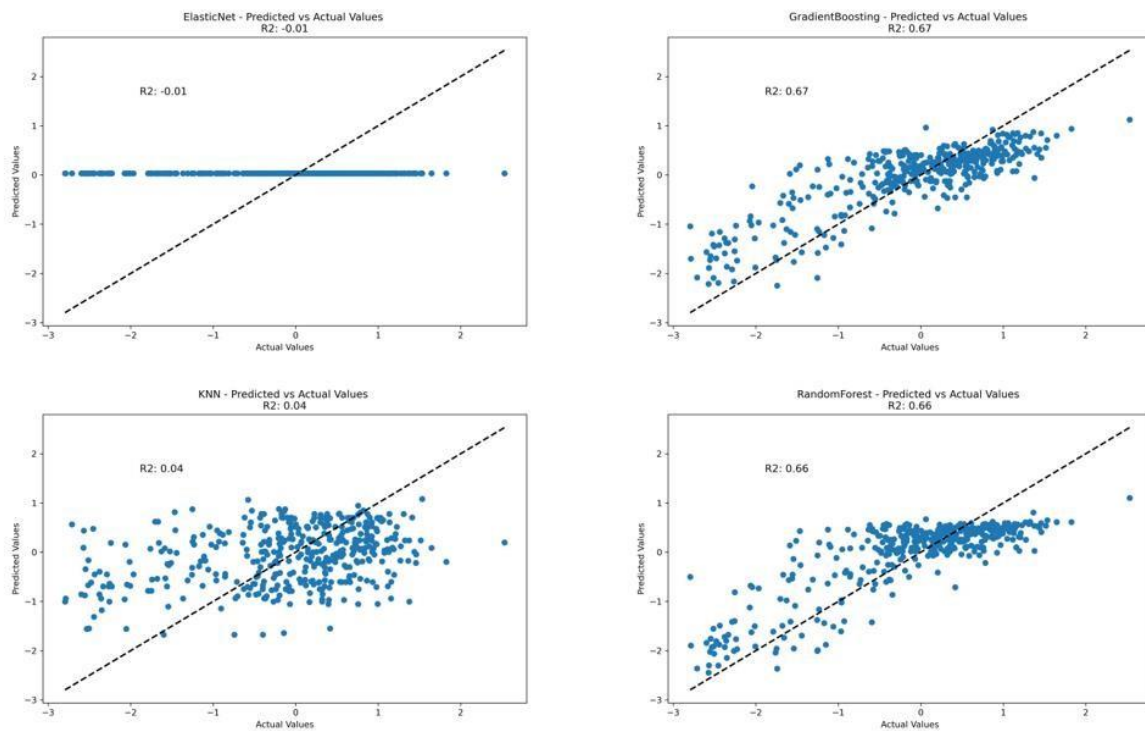 ElasticNet - Predicted vs Actual Values
R2: -0.01
R2: -0.01
2
1
0
−1
−2
−3
Predicted Values
−3
−2
−1
0
1
2
Actual Values
GradientBoosting - Predicted vs Actual Values
R2: 0.67
R2: 0.67
2
1
0
−1
−2
−3
Predicted Values
−3
−2
−1
0
1
2
Actual Values
KNN - Predicted vs Actual Values
R2: 0.04
R2: 0.04
2
1
0
−1
−2
−3
Predicted Values
−3
−2
−1
0
1
2
Actual Values
RandomForest - Predicted vs Actual Values
R2: 0.66
R2: 0.66
2
1
0
−1
−2
−3
Predicted Values
−3
−2
−1
0
1
2
Actual Values